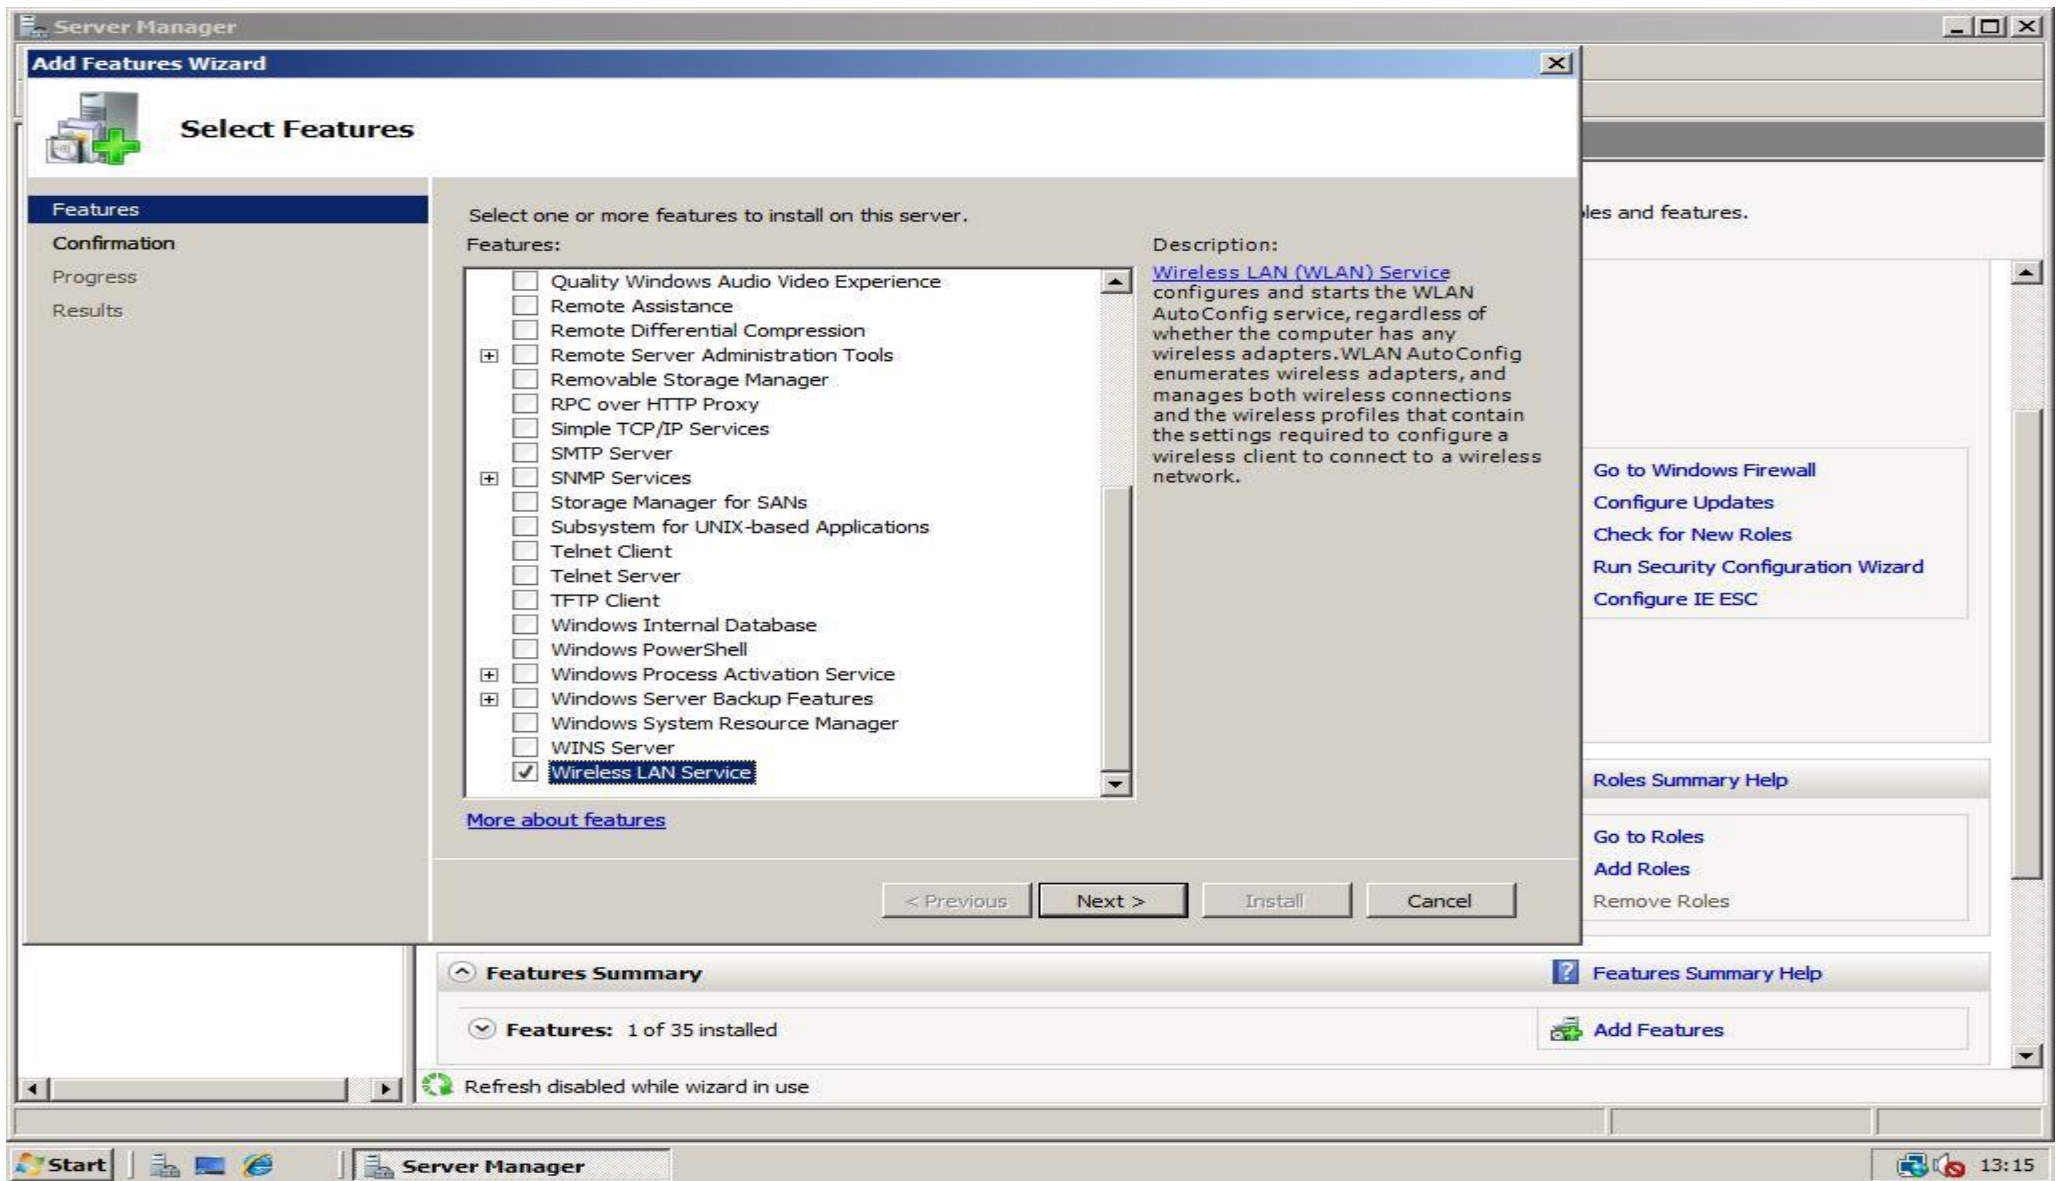 Server Manager
Add Features Wizard
Select Features
Features
Confirmation
Progress
Results
Select one or more features to install on this server.
Features:
Quality Windows Audio Video Experience
Remote Assistance
Remote Differential Compression
Remote Server Administration Tools
Removable Storage Manager
RPC over HTTP Proxy
Simple TCP/IP Services
SMTP Server
SNMP Services
Storage Manager for SANs
Subsystem for UNIX-based Applications
Telnet Client
Telnet Server
TFTP Client
Windows Internal Database
Windows PowerShell
Windows Process Activation Service
Windows Server Backup Features
Windows System Resource Manager
WINS Server
Wireless LAN Service
More about features
Description:
Wireless LAN (WLAN) Service
configures and starts the WLAN
AutoConfig service, regardless of
whether the computer has any
wireless adapters.WLAN AutoConfig
enumerates wireless adapters, and
manages both wireless connections
and the wireless profiles that contain
the settings required to configure a
wireless client to connect to a wireless
network.
< Previous
Next >
Install
Cancel
les and features.
Go to Windows Firewall
Configure Updates
Check for New Roles
Run Security Configuration Wizard
Configure IE ESC
Roles Summary Help
Go to Roles
Add Roles
Remove Roles
Features Summary
Features Summary Help
Features: 1 of 35 installed
Add Features
Refresh disabled while wizard in use
Start
Server Manager
13:15